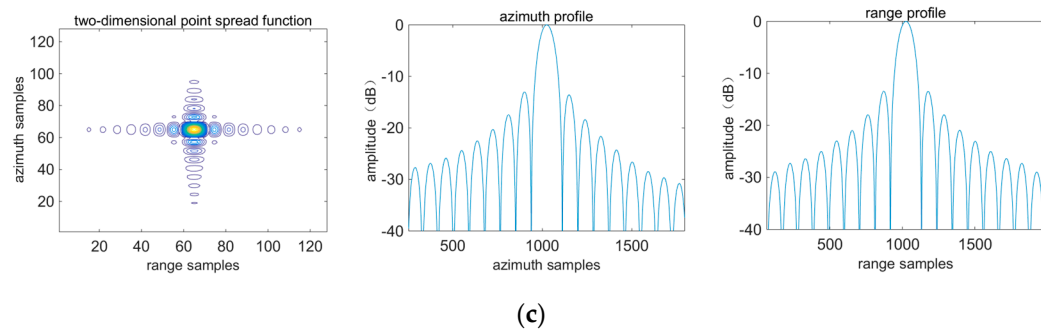 two-dimensional point spread function
120
100
80
60
40
20
azimuth samples
20 40 60 80 100 120
range samples
azimuth profile
0
-10
-20
-30
-40
amplitude（dB）
500 1000 1500
azimuth samples
range profile
0
-10
-20
-30
-40
amplitude（dB）
500 1000 1500
range samples
(c)